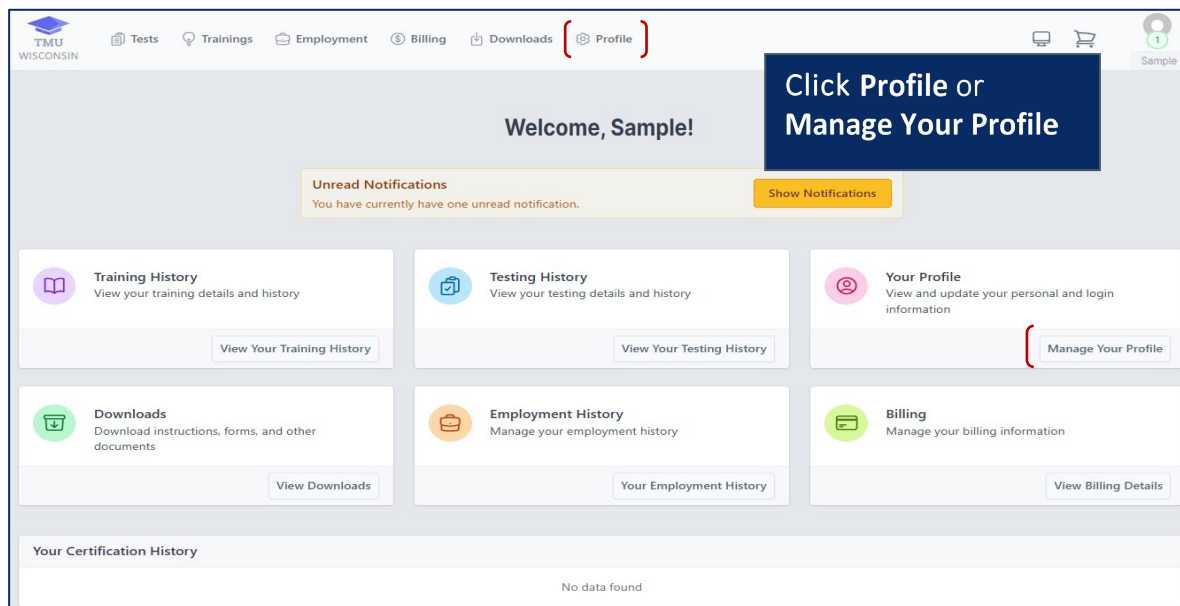 TMU
WISCONSIN
Tests
Trainings
Employment
Billing
Downloads
Profile
1
Sample
Click Profile or
Manage Your Profile
Welcome, Sample!
Unread Notifications
You have currently have one unread notification.
Show Notifications
Training History
View your training details and history
View Your Training History
Testing History
View your testing details and history
View Your Testing History
Your Profile
View and update your personal and login
information
Manage Your Profile
Downloads
Download instructions, forms, and other
documents
View Downloads
Employment History
Manage your employment history
Your Employment History
Billing
Manage your billing information
View Billing Details
Your Certification History
No data found